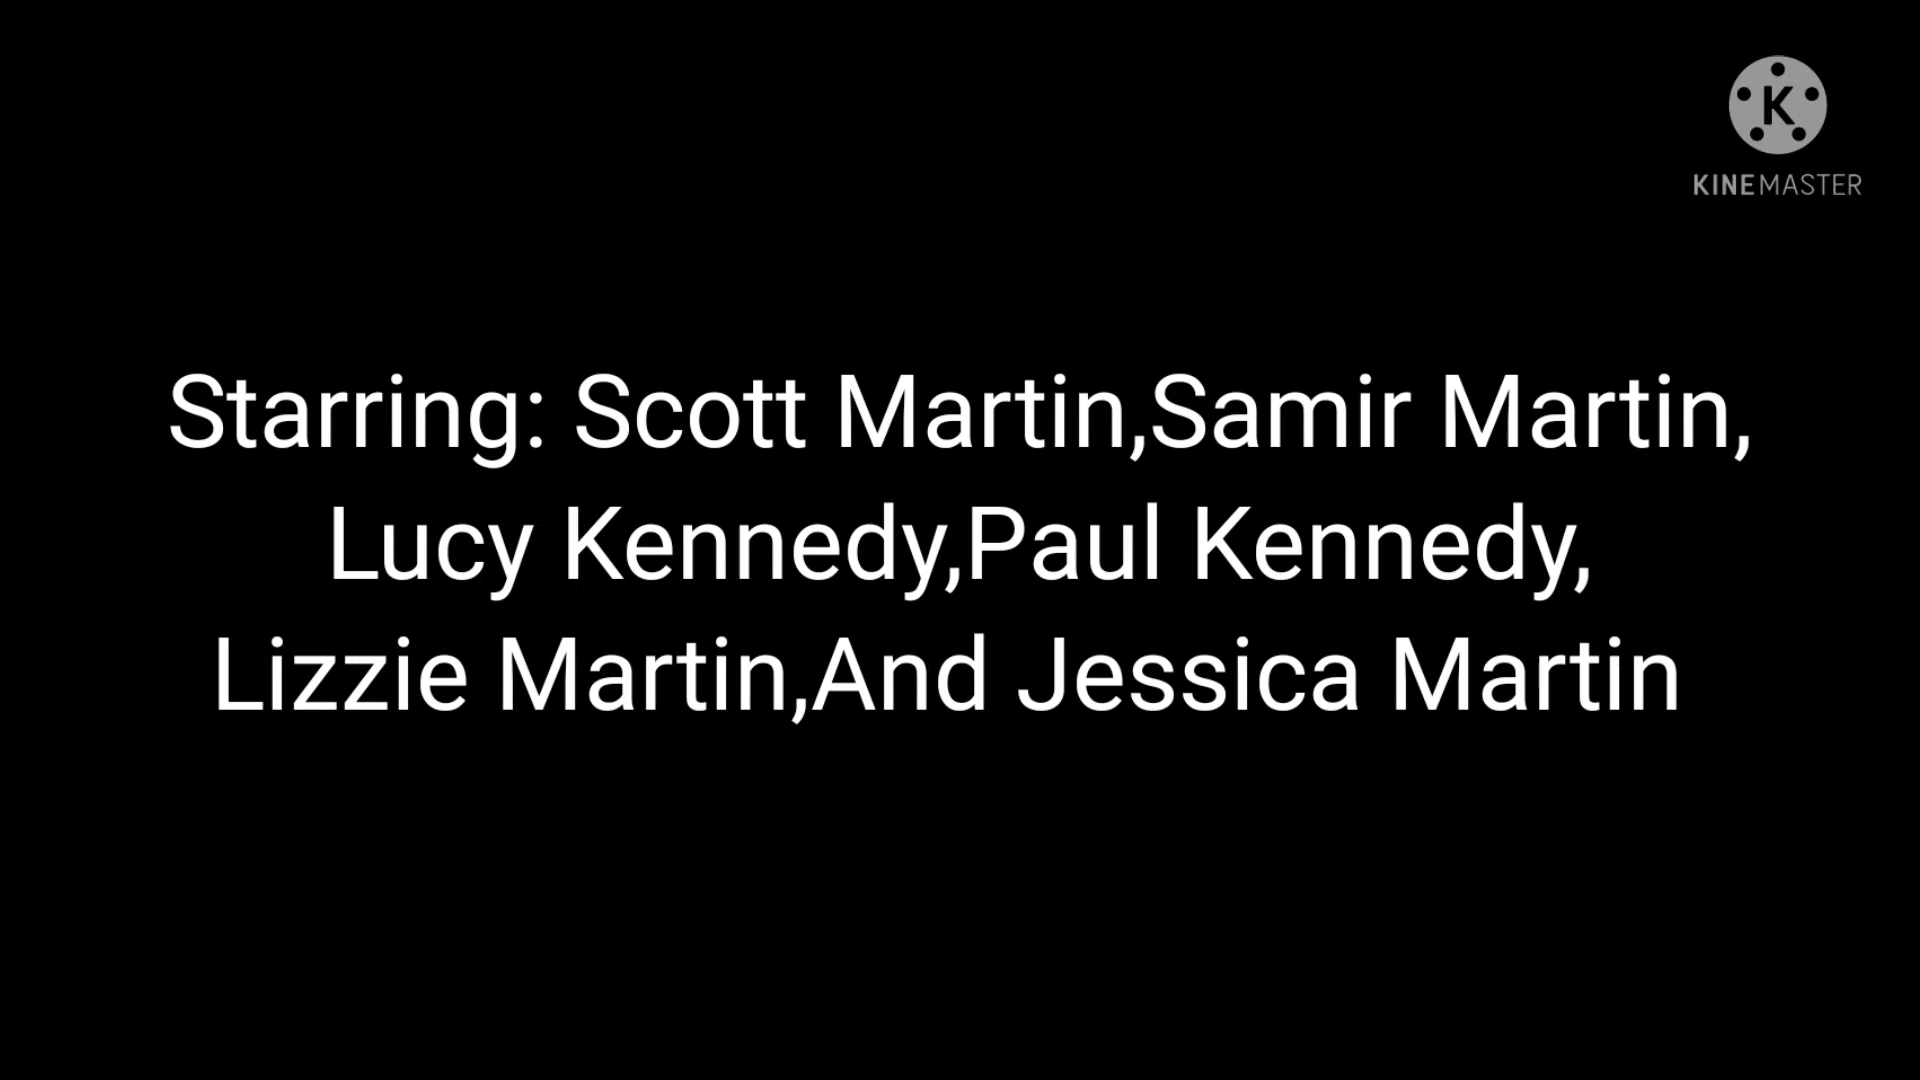 K
KINEMASTER
Starring: Scott Martin,Samir Martin,
Lucy Kennedy,Paul Kennedy,
Lizzie Martin,And Jessica Martin